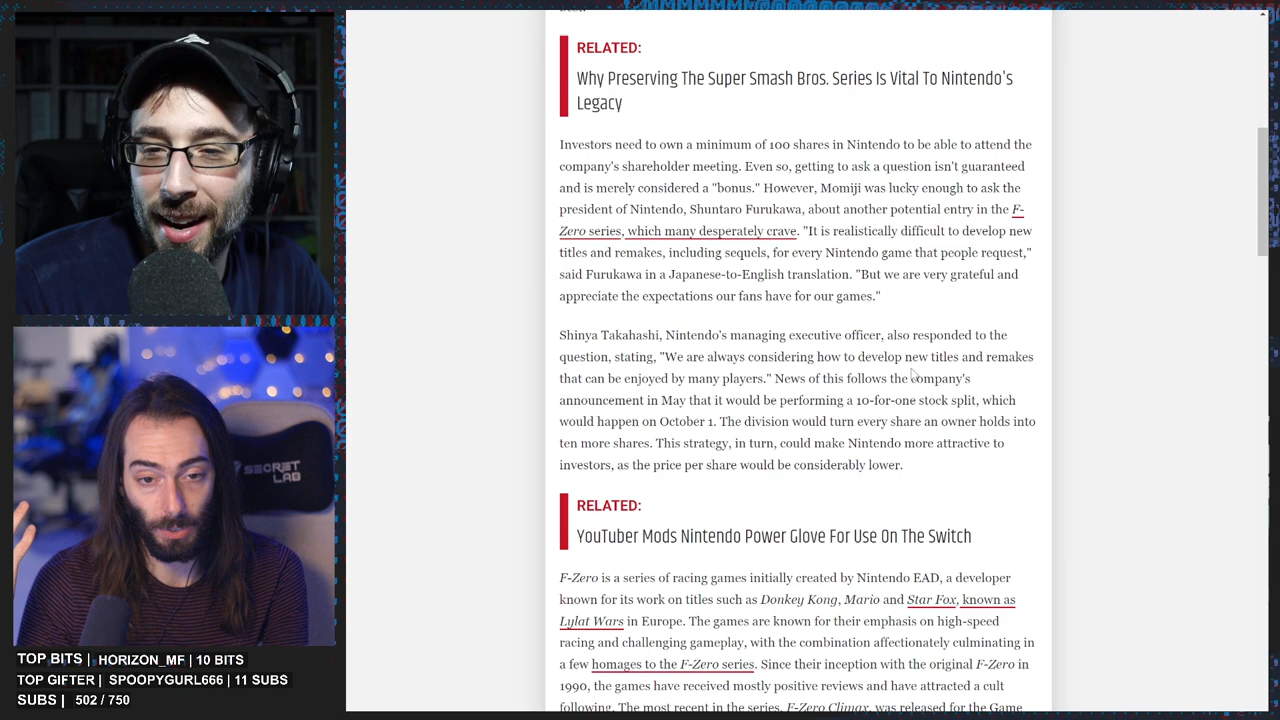 RELATED:
Why Preserving The Super Smash Bros. Series Is Vital To Nintendo's
Legacy
Investors need to own a minimum of 100 shares in Nintendo to be able to attend the
company's shareholder meeting. Even so, getting to ask a question isn't guaranteed
and is merely considered a "bonus." However, Momiji was lucky enough to ask the
president of Nintendo, Shuntaro Furukawa, about another potential entry in the F-
Zero series, which many desperately crave. "It is realistically difficult to develop new
titles and remakes, including sequels, for every Nintendo game that people request,"
said Furukawa in a Japanese-to-English translation. "But we are very grateful and
appreciate the expectations our fans have for our games."
Shinya Takahashi, Nintendo's managing executive officer, also responded to the
question, stating, "We are always considering how to develop new titles and remakes
that can be enjoyed by many players." News of this follows the company's
announcement in May that it would be performing a 10-for-one stock split, which
would happen on October 1. The division would turn every share an owner holds into
ten more shares. This strategy, in turn, could make Nintendo more attractive to
investors, as the price per share would be considerably lower.
RELATED:
YouTuber Mods Nintendo Power Glove For Use On The Switch
F-Zero is a series of racing games initially created by Nintendo EAD, a developer
known for its work on titles such as Donkey Kong, Mario and Star Fox, known as
Lylat Wars in Europe. The games are known for their emphasis on high-speed
racing and challenging gameplay, with the combination affectionately culminating in
a few homages to the F-Zero series. Since their inception with the original F-Zero in
1990, the games have received mostly positive reviews and have attracted a cult
following. The most recent in the series, F-Zero Climax, was released for the Game
SECRET
LAB
TOP BITS | HORIZON_MF | 10 BITS
TOP GIFTER | SPOOPYGURL666 | 11 SUBS
SUBS | 502 / 750